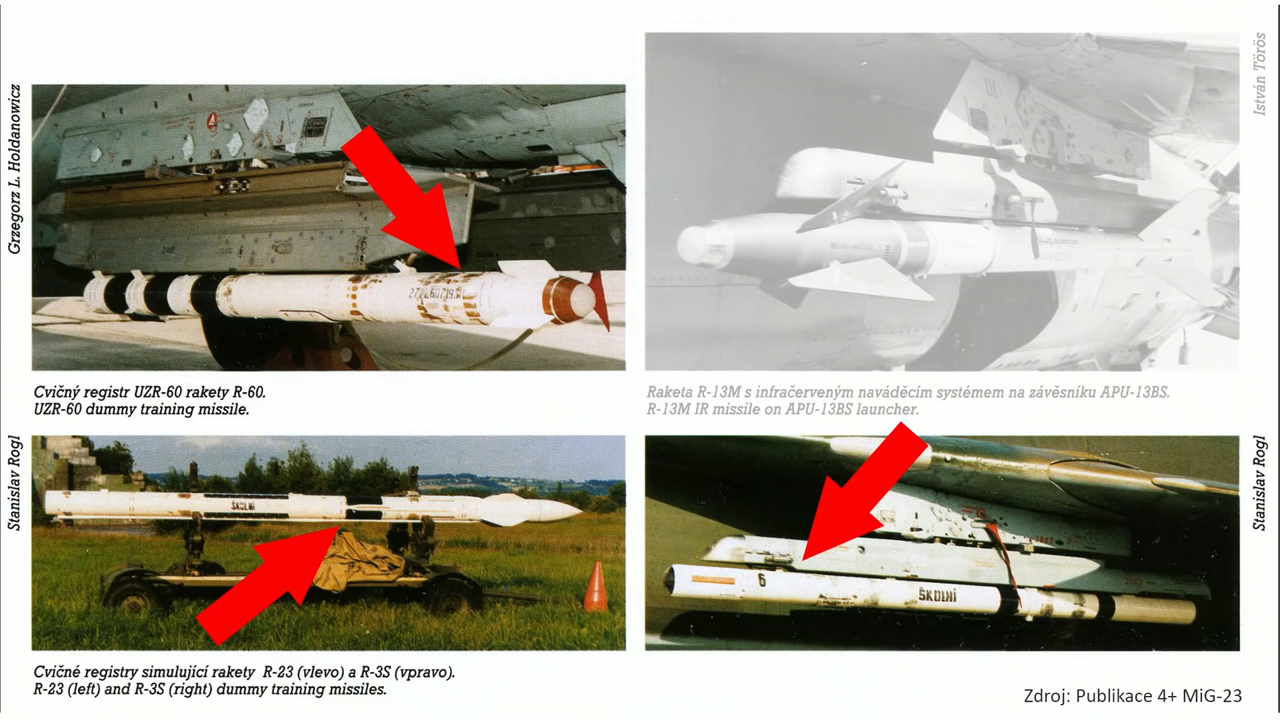 Grzegorz L. Hołdanowicz
Cvičný registr UZR-60 rakety R-60.
UZR-60 dummy training missile.
István Törös
Raketa R-13M s infračerveným naváděcím systémem na závěsníku APU-13BS.
R-13M IR missile on APU-13BS launcher.
Stanislav Rogl
ŠKOLNÍ
Cvičné registry simulující rakety R-23 (vlevo) a R-3S (vpravo).
R-23 (left) and R-3S (right) dummy training missiles.
6
ŠKOLNÍ
Stanislav Rogl
Zdroj: Publikace 4+ MiG-23